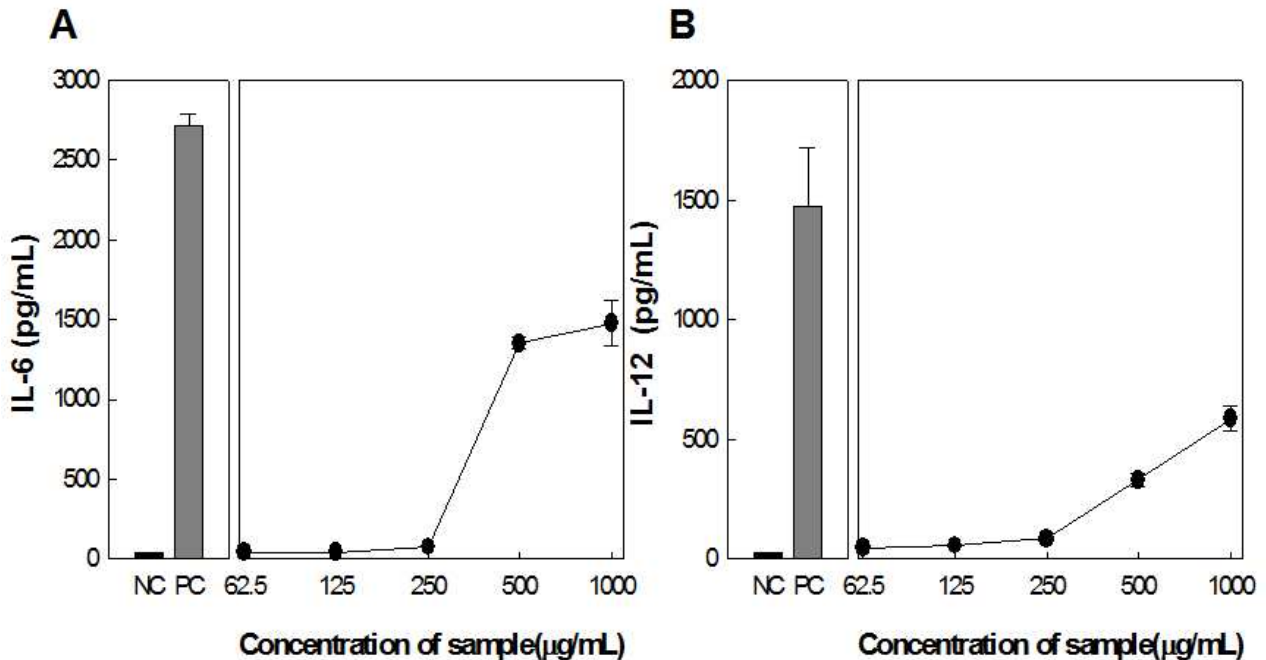 A
IL-6 (pg/mL)
3000
2500
2000
1500
1000
500
0
NC PC 62.5 125 250 500 1000
Concentration of sample(μg/mL)
B
IL-12 (pg/mL)
2000
1500
1000
500
0
NC PC 62.5 125 250 500 1000
Concentration of sample(μg/mL)